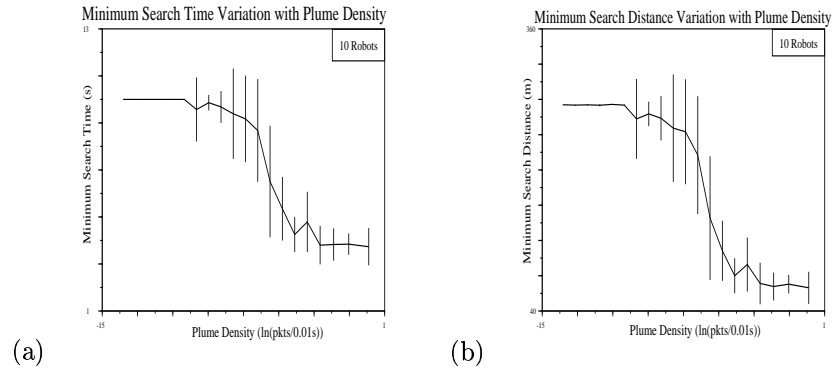 Minimum Search Time Variation with Plume Density
13
10 Robots
Minimum Search Time (s)
1
-15
1
Plume Density (ln(pkts/0.01s))
(a)
Minimum Search Distance Variation with Plume Density
360
10 Robots
Minimum Search Distance (m)
40
-15
1
Plume Density (ln(pkts/0.01s))
(b)